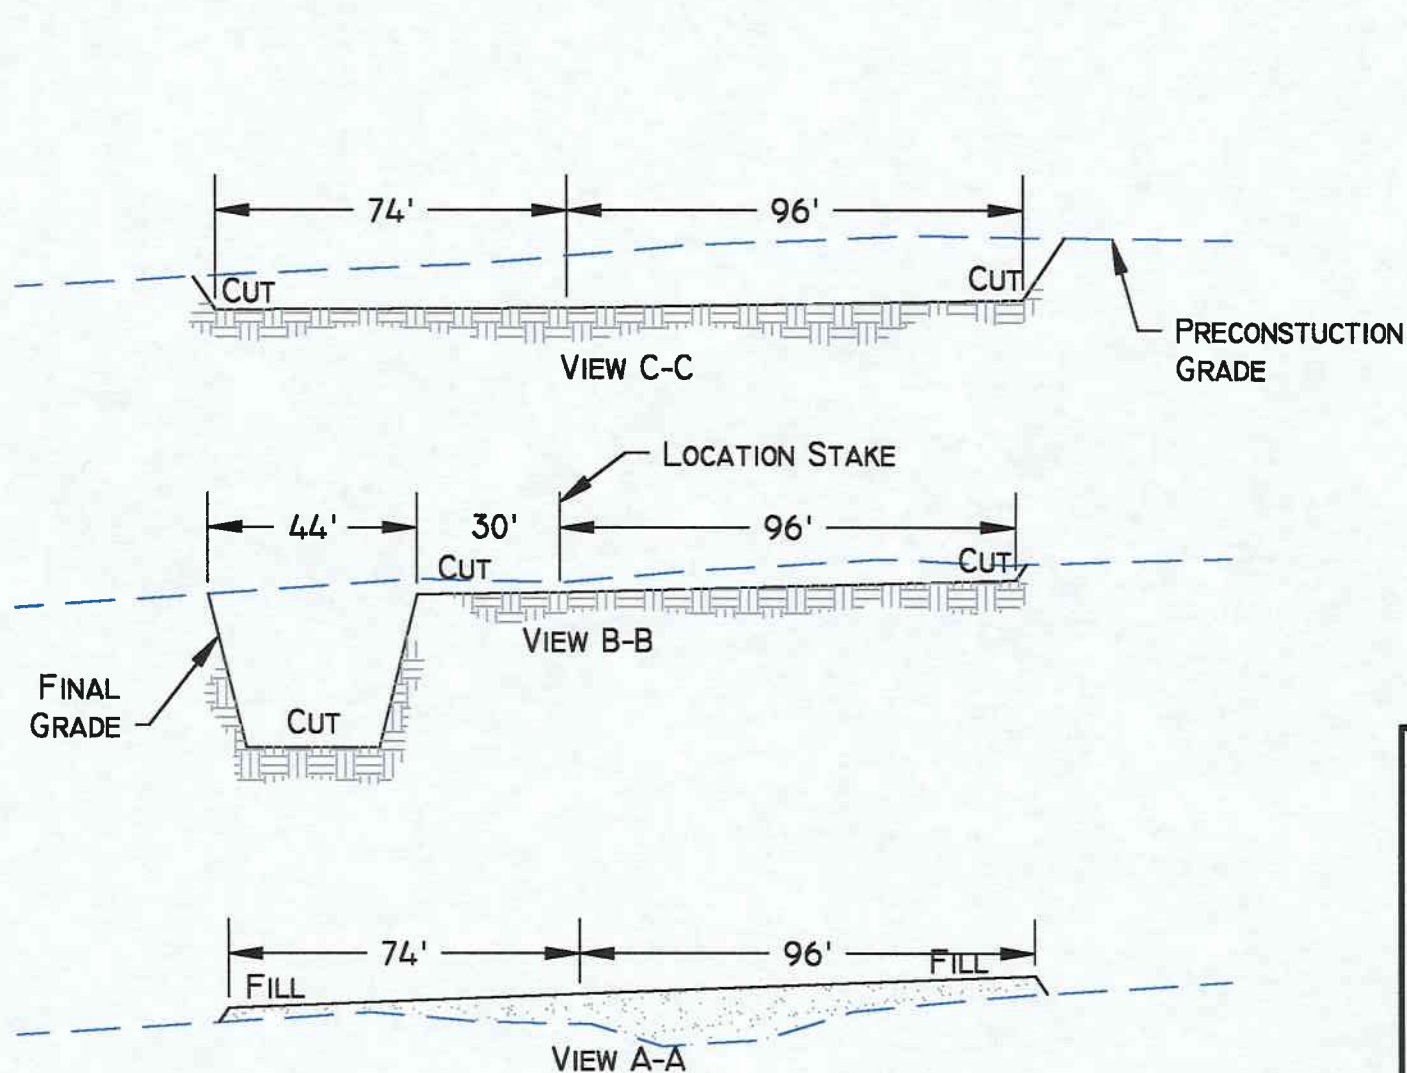 74'
96'
CUT
CUT
PRECONSTUCTION
GRADE
VIEW C-C
LOCATION STAKE
44'
30'
96'
CUT
CUT
VIEW B-B
FINAL
GRADE
CUT
74'
96'
FILL
FILL
VIEW A-A